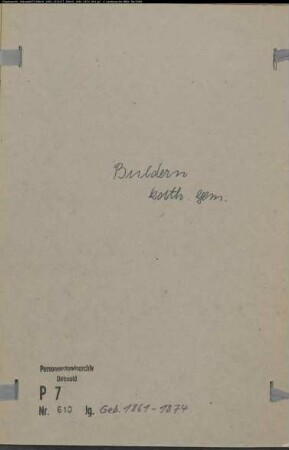 Buldern
kath. Gem.
Personenstandsarchiv
Detmold
P 7
Nr. 610 Jg. Geb. 1861-1874